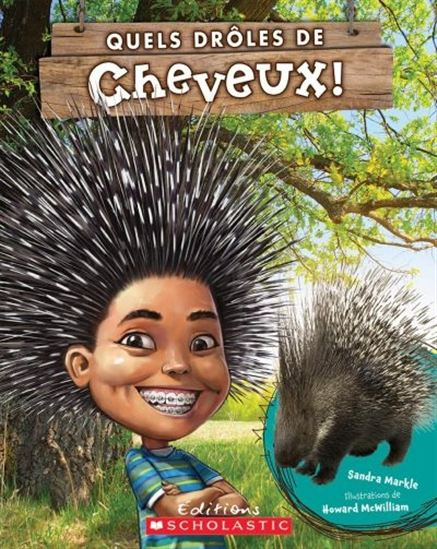 QUELS DRÔLES DE
CHEVEUX!
Sandra Markle
Illustrations de
Howard McWilliam
Éditions
SCHOLASTIC